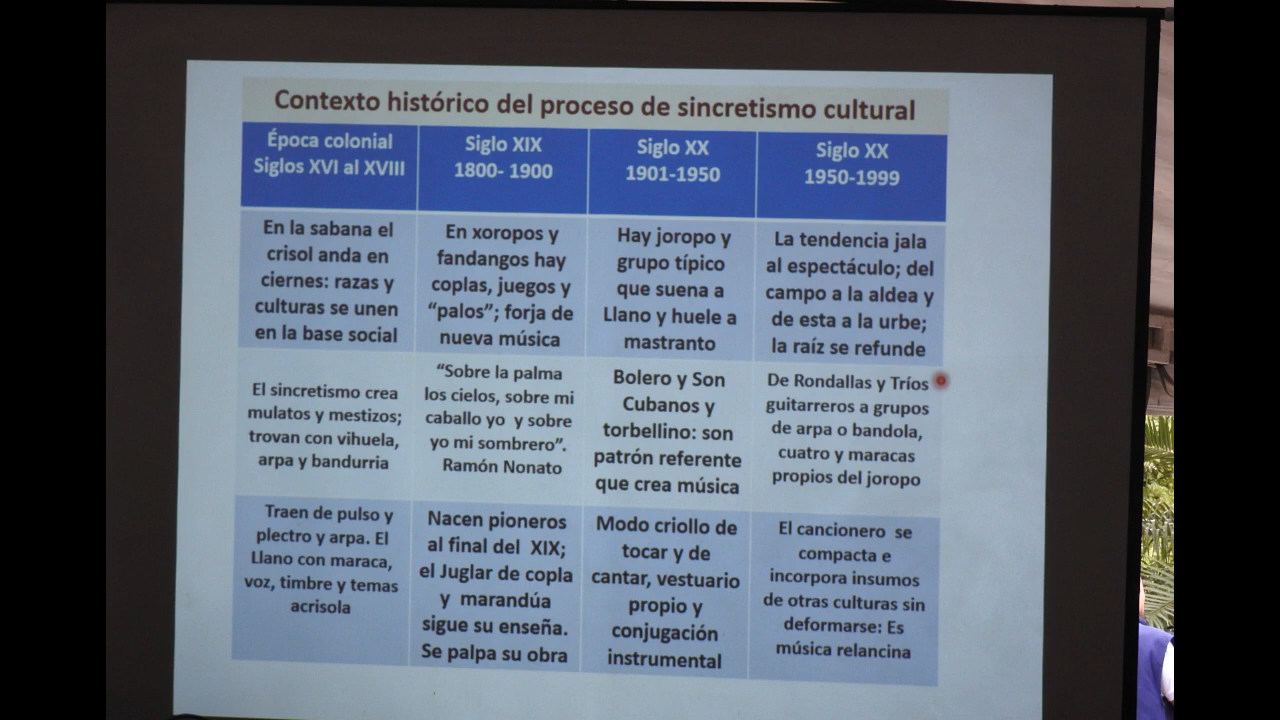 Contexto histórico del proceso de sincretismo cultural
Época colonial
Siglos XVI al XVIII
Siglo XIX
1800- 1900
Siglo XX
1901-1950
Siglo XX
1950-1999
En la sabana el
crisol anda en
ciernes: razas y
culturas se unen
en la base social
En xoropos y
fandangos hay
coplas, juegos y
“palos”; forja de
nueva música
Hay joropo y
grupo típico
que suena a
Llano y huele a
mastranto
La tendencia jala
al espectáculo; del
campo a la aldea y
de esta a la urbe;
la raíz se refunde
El sincretismo crea
mulatos y mestizos;
trovan con vihuela,
arpa y bandurria
“Sobre la palma
los cielos, sobre mi
caballo yo y sobre
yo mi sombrero”.
Ramón Nonato
Bolero y Son
Cubanos y
torbellino: son
patrón referente
que crea música
De Rondallas y Tríos
guitarreros a grupos
de arpa o bandola,
cuatro y maracas
propios del joropo
Traen de pulso y
plectro y arpa. El
Llano con maraca,
voz, timbre y temas
acrisola
Nacen pioneros
al final del XIX;
el Juglar de copla
y marandúa
sigue su enseña.
Se palpa su obra
Modo criollo de
tocar y de
cantar, vestuario
propio y
conjugación
instrumental
El cancionero se
compacta e
incorpora insumos
de otras culturas sin
deformarse: Es
música relancina